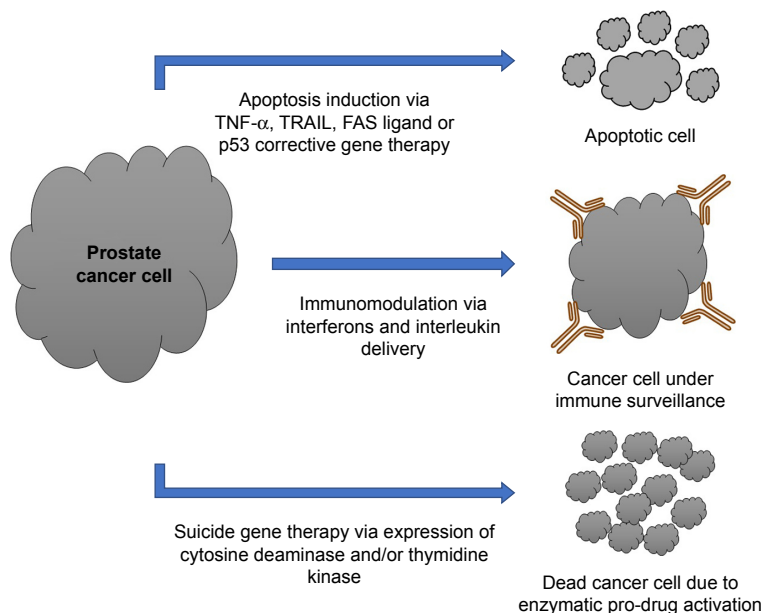 Apoptosis induction via
TNF-α, TRAIL, FAS ligand or
p53 corrective gene therapy
Apoptotic cell
Prostate
cancer cell
Immunomodulation via
interferons and interleukin
delivery
Cancer cell under
immune surveillance
Suicide gene therapy via expression of
cytosine deaminase and/or thymidine
kinase
Dead cancer cell due to
enzymatic pro-drug activation